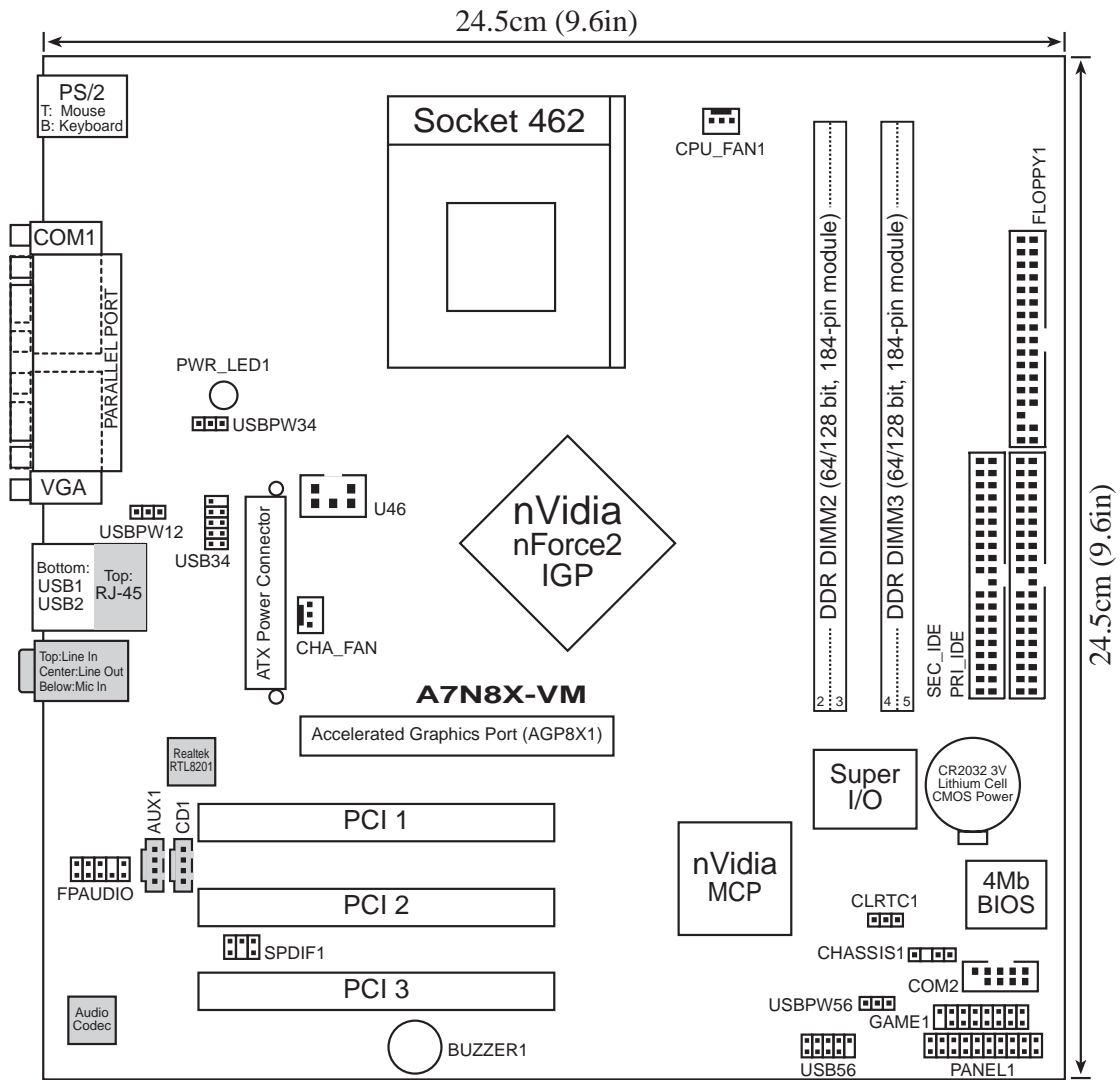 24.5cm (9.6in)
PS/2
T: Mouse
B: Keyboard
Socket 462
CPU_FAN1
FLOPPY1
COM1
PARALLEL PORT
DDR DIMM2 (64/128 bit, 184-pin module)
DDR DIMM3 (64/128 bit, 184-pin module)
PWR_LED1
USBPW34
VGA
USBPW12
USB34
ATX Power Connector
U46
nVidia
nForce2
IGP
24.5cm (9.6in)
Bottom:
USB1
USB2
Top:
RJ-45
CHA_FAN
SEC_IDE
PRI_IDE
Top:Line In
Center:Line Out
Below:Mic In
A7N8X-VM
2 3
4 5
Accelerated Graphics Port (AGP8X1)
Realtek
RTL8201
Super
I/O
CR2032 3V
Lithium Cell
CMOS Power
AUX1
CD1
PCI 1
nVidia
MCP
FPAUDIO
PCI 2
CLRTC1
4Mb
BIOS
SPDIF1
CHASSIS1
COM2
PCI 3
USBPW56
GAME1
Audio
Codec
BUZZER1
USB56
PANEL1